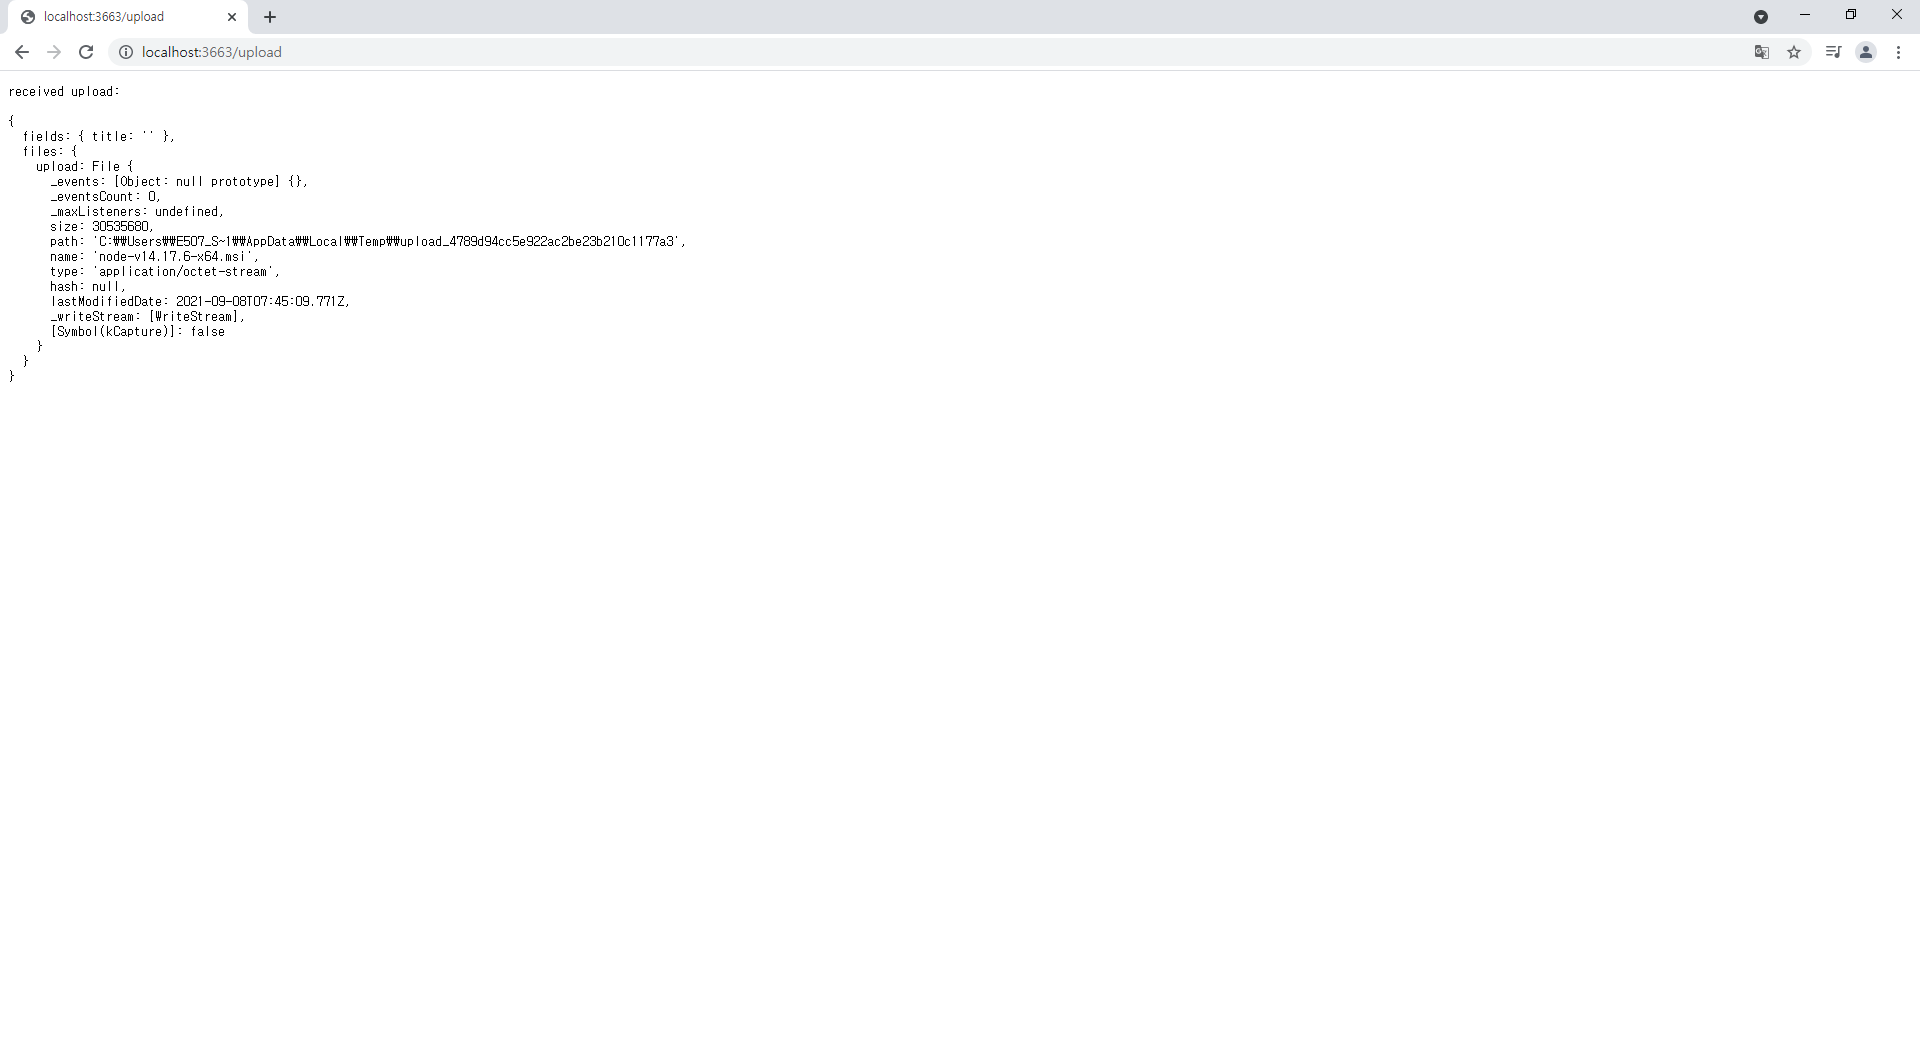 localhost:3663/upload
localhost:3663/upload
received upload:
{
  fields: { title: '' },
  files: {
    upload: File {
      _events: [Object: null prototype] {},
      _eventsCount: 0,
      _maxListeners: undefined,
      size: 30535680,
      path: 'C:₩₩Users₩₩E507_S~1₩₩AppData₩₩Local₩₩Temp₩₩upload_4789d94cc5e922ac2be23b210c1177a3',
      name: 'node-v14.17.6-x64.msi',
      type: 'application/octet-stream',
      hash: null,
      lastModifiedDate: 2021-09-08T07:45:09.771Z,
      _writeStream: [WriteStream],
      [Symbol(kCapture)]: false
    }
  }
}